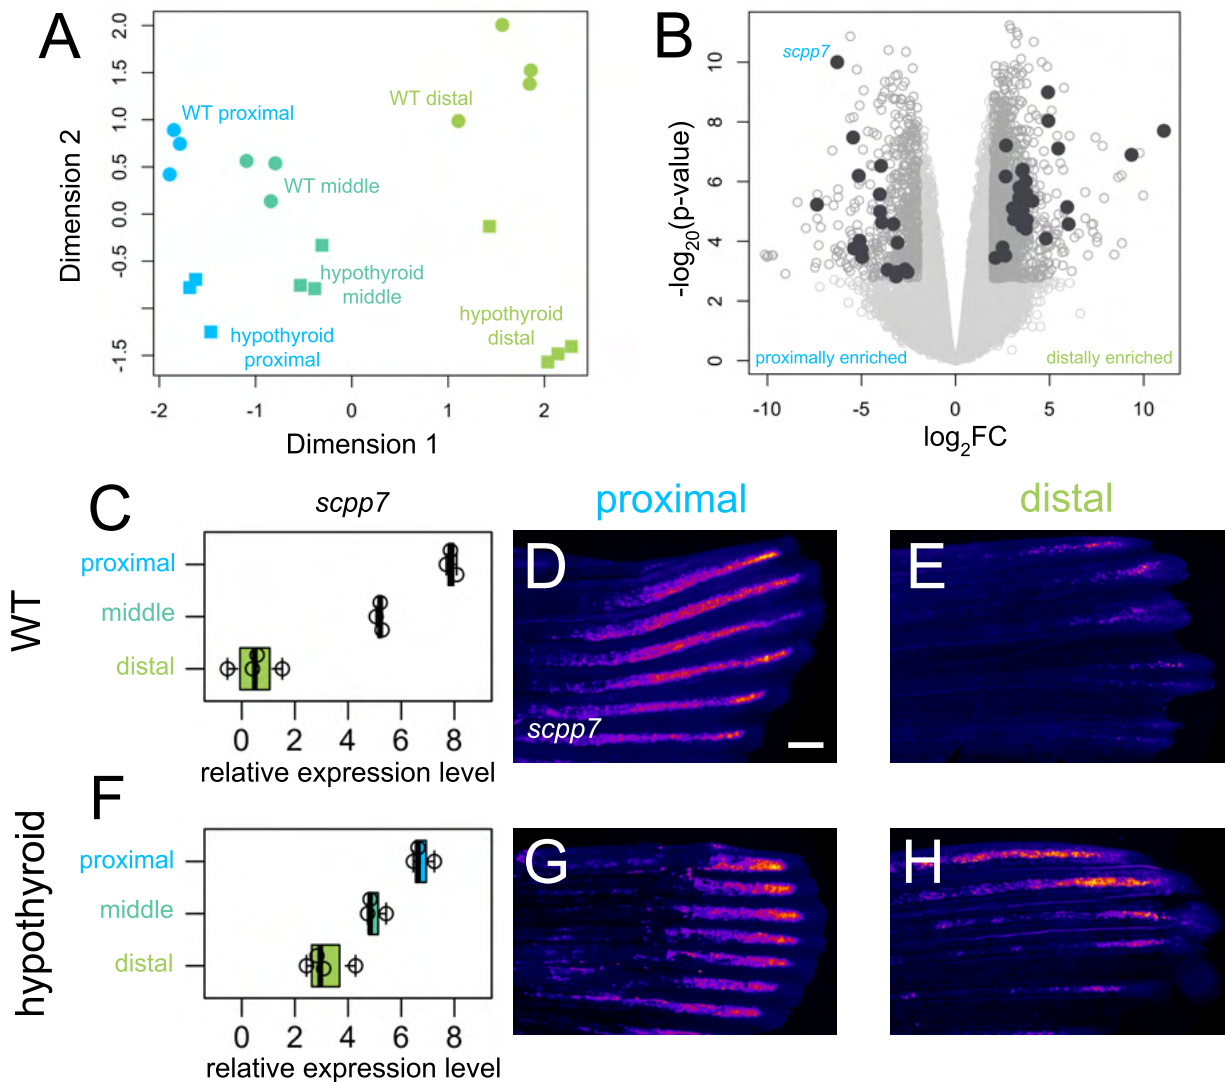 A
2.0
1.5
1.0
0.5
0.0
-0.5
-1.5
Dimension 2
WT proximal
WT middle
WT distal
hypothyroid
middle
hypothyroid
proximal
hypothyroid
distal
-2
-1
0
1
2
Dimension 1
B
10
8
6
4
2
0
-log20(p-value)
scpp7
proximally enriched
distally enriched
-10
-5
0
5
10
log2FC
C
scpp7
WT
proximal
middle
distal
0
2
4
6
8
relative expression level
proximal
distal
D
scpp7
E
F
hypothyroid
proximal
middle
distal
0
2
4
6
8
relative expression level
G
H